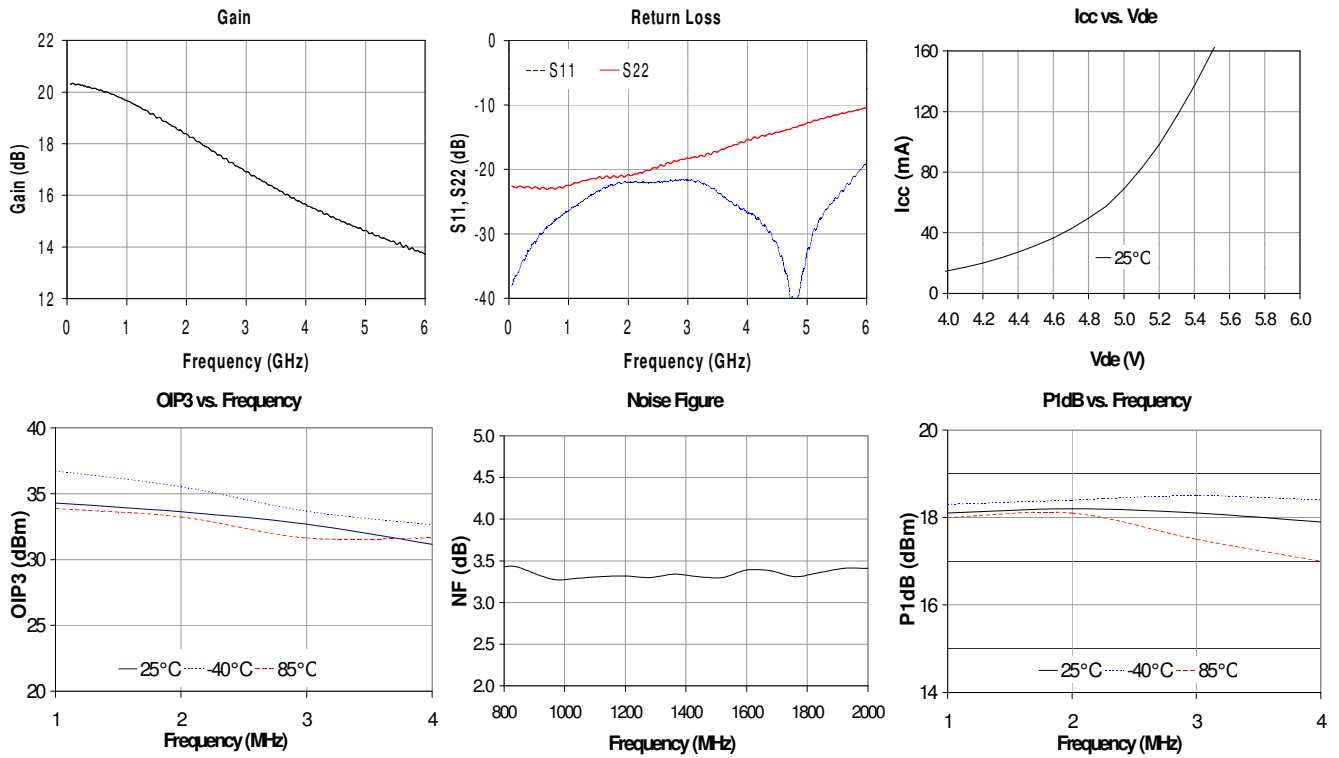 Gain
22
20
18
16
14
12
Gain (dB)
0 1 2 3 4 5 6
Frequency (GHz)
Return Loss
0
-10
-20
-30
-40
S11, S22 (dB)
S11 S22
0 1 2 3 4 5 6
Frequency (GHz)
Icc vs. Vde
160
120
80
40
0
Icc (mA)
25°C
4.0 4.2 4.4 4.6 4.8 5.0 5.2 5.4 5.6 5.8 6.0
Vde (V)
OIP3 vs. Frequency
40
35
30
25
20
OIP3 (dBm)
25°C -40°C 85°C
1 2 3 4
Frequency (MHz)
Noise Figure
5.0
4.5
4.0
3.5
3.0
2.5
2.0
NF (dB)
800 1000 1200 1400 1600 1800 2000
Frequency (MHz)
P1dB vs. Frequency
20
18
16
14
P1dB (dBm)
25°C -40°C 85°C
1 2 3 4
Frequency (MHz)